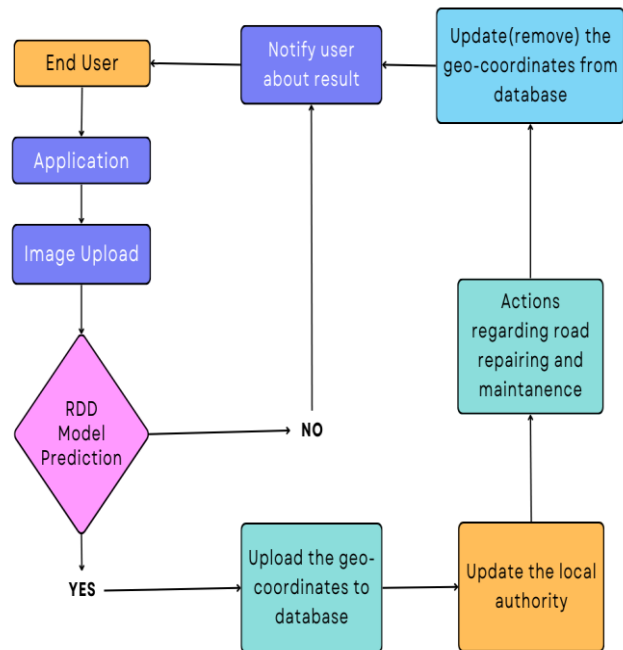 End User
Notify user
about result
Update(remove) the
geo-coordinates from
database
Application
Image Upload
Actions
regarding road
repairing and
maintanence
RDD
Model
Prediction
NO
YES
Upload the geo-
coordinates to
database
Update the local
authority